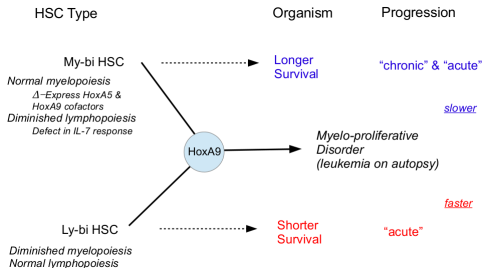 HSC Type
Organism
Progression
My-bi HSC
Longer
Survival
“chronic” & “acute”
Normal myelopoiesis
Δ−Express HoxA5 &
HoxA9 cofactors
Diminished lymphopoiesis
Defect in IL-7 response
slower
HoxA9
Myelo-proliferative
Disorder
(leukemia on autopsy)
faster
Ly-bi HSC
Shorter
Survival
“acute”
Diminished myelopoiesis
Normal lymphopoiesis